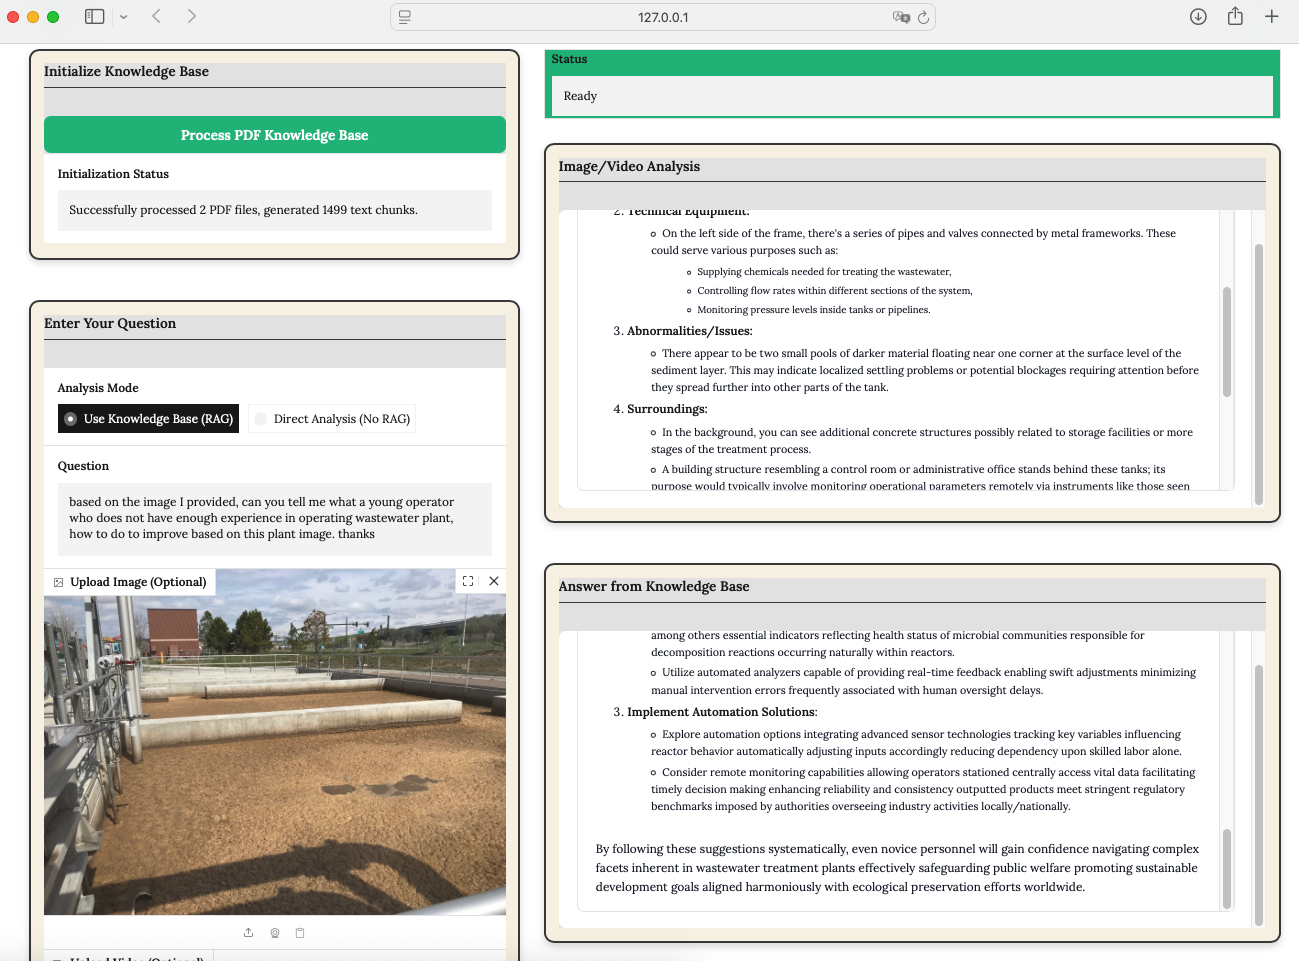 127.0.0.1
Initialize Knowledge Base
Process PDF Knowledge Base
Initialization Status
Successfully processed 2 PDF files, generated 1499 text chunks.
Enter Your Question
Analysis Mode
Use Knowledge Base (RAG)
Direct Analysis (No RAG)
Question
based on the image I provided, can you tell me what a young operator
who does not have enough experience in operating wastewater plant,
how to do to improve based on this plant image. thanks
Upload Image (Optional)
Upload Video (Optional)
Status
Ready
Image/Video Analysis
2. Technical Equipment:
On the left side of the frame, there's a series of pipes and valves connected by metal frameworks. These
could serve various purposes such as:
Supplying chemicals needed for treating the wastewater,
Controlling flow rates within different sections of the system,
Monitoring pressure levels inside tanks or pipelines.
3. Abnormalities/Issues:
There appear to be two small pools of darker material floating near one corner at the surface level of the
sediment layer. This may indicate localized settling problems or potential blockages requiring attention before
they spread further into other parts of the tank.
4. Surroundings:
In the background, you can see additional concrete structures possibly related to storage facilities or more
stages of the treatment process.
A building structure resembling a control room or administrative office stands behind these tanks; its
purpose would typically involve monitoring operational parameters remotely via instruments like those seen
Answer from Knowledge Base
among others essential indicators reflecting health status of microbial communities responsible for
decomposition reactions occurring naturally within reactors.
Utilize automated analyzers capable of providing real-time feedback enabling swift adjustments minimizing
manual intervention errors frequently associated with human oversight delays.
3. Implement Automation Solutions:
Explore automation options integrating advanced sensor technologies tracking key variables influencing
reactor behavior automatically adjusting inputs accordingly reducing dependency upon skilled labor alone.
Consider remote monitoring capabilities allowing operators stationed centrally access vital data facilitating
timely decision making enhancing reliability and consistency outputted products meet stringent regulatory
benchmarks imposed by authorities overseeing industry activities locally/nationally.
By following these suggestions systematically, even novice personnel will gain confidence navigating complex
facets inherent in wastewater treatment plants effectively safeguarding public welfare promoting sustainable
development goals aligned harmoniously with ecological preservation efforts worldwide.